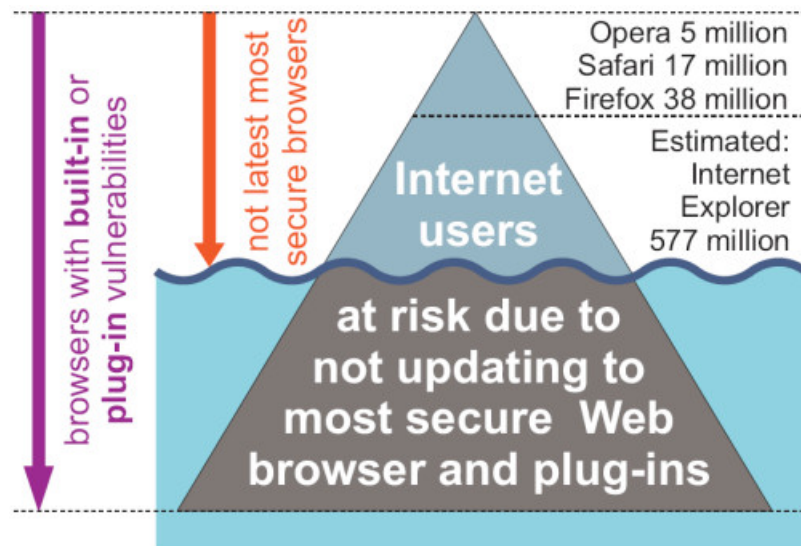 browsers with built-in or
plug-in vulnerabilities
not latest most
secure browsers
Opera 5 million
Safari 17 million
Firefox 38 million
Estimated:
Internet
Explorer
577 million
Internet
users
at risk due to
not updating to
most secure Web
browser and plug-ins